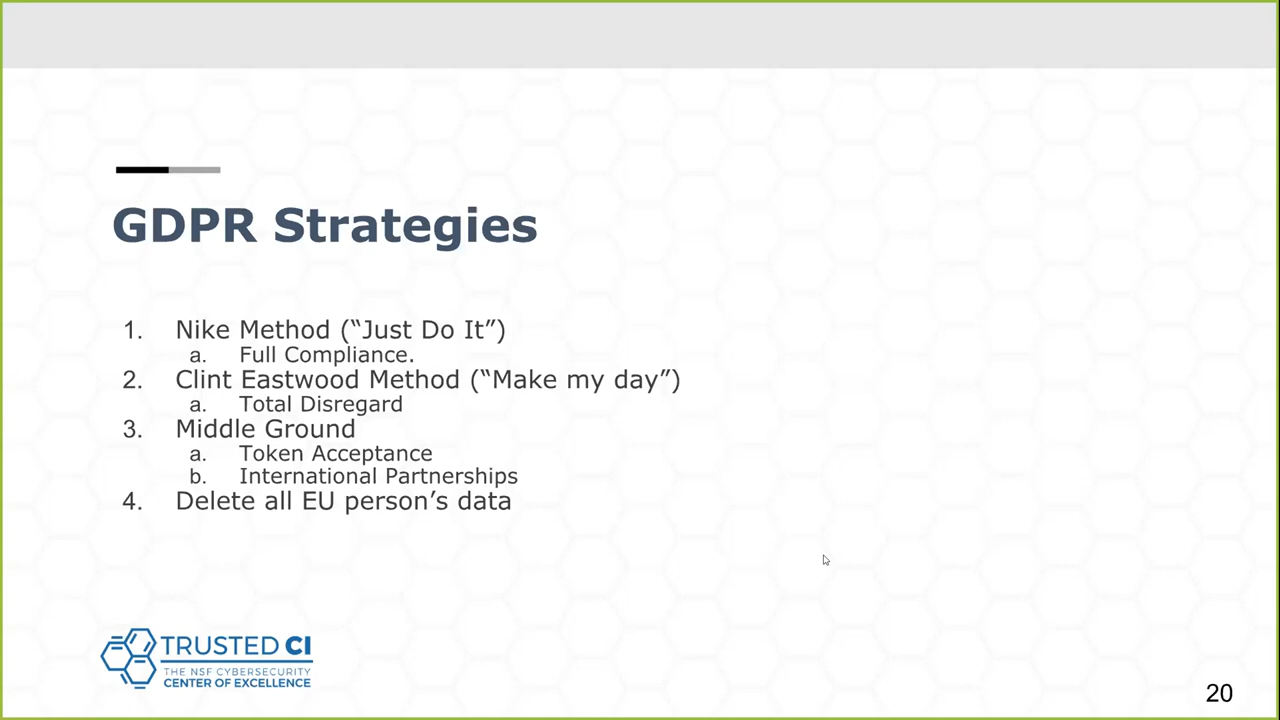 GDPR Strategies
1. Nike Method (“Just Do It”)
a. Full Compliance.
2. Clint Eastwood Method (“Make my day”)
a. Total Disregard
3. Middle Ground
a. Token Acceptance
b. International Partnerships
4. Delete all EU person’s data
TRUSTED CI
THE NSF CYBERSECURITY
CENTER OF EXCELLENCE
20